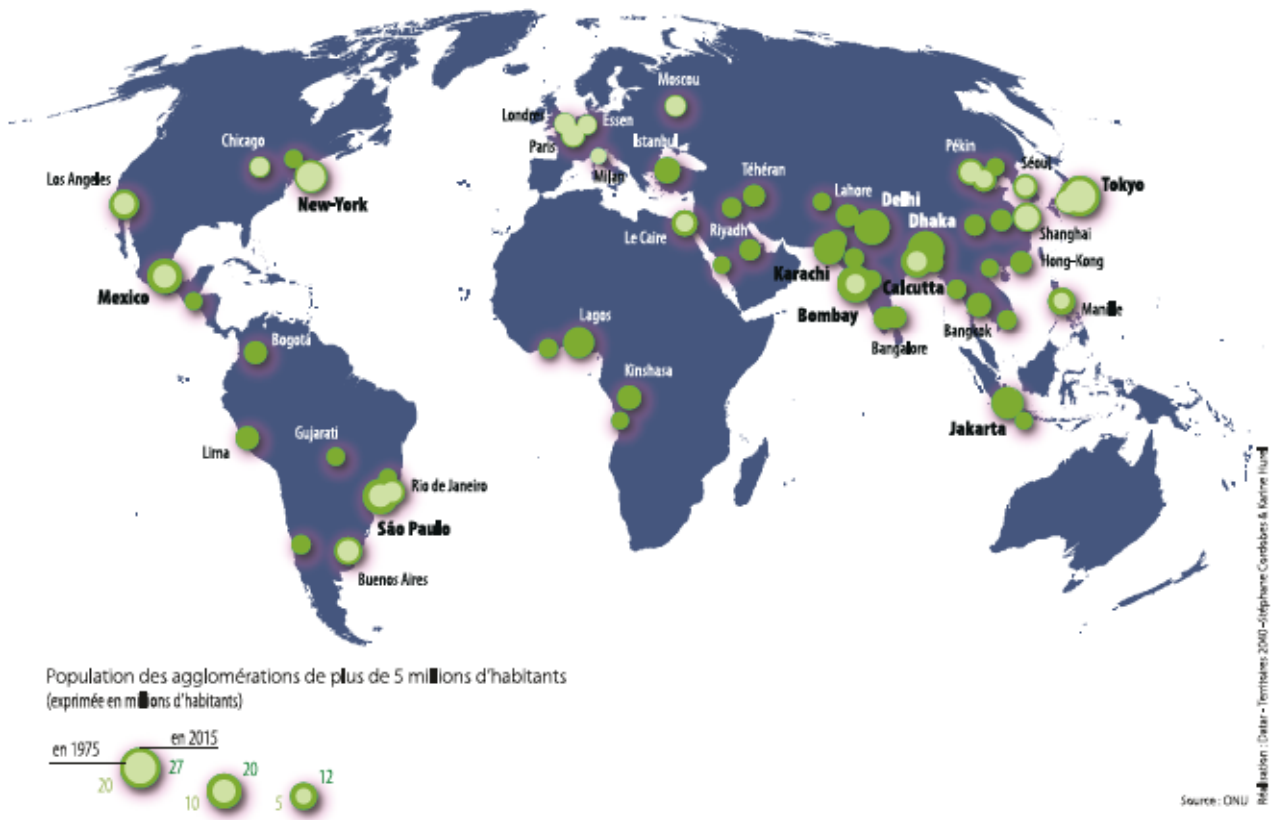 Moscou
Londres
Essen
Chicago
Paris
Istanbul
Pékin
Séoul
Milan
Téhéran
Los Angeles
Lahore
Tokyo
New-York
Delhi
Dhaka
Le Caire
Riyadh
Shanghai
Hong-Kong
Karachi
Mexico
Calcutta
Bombay
Manille
Lagos
Bangkok
Bogotá
Bangalore
Kinshasa
Jakarta
Gujarati
Lima
Rio de Janeiro
São Paulo
Buenos Aires
Population des agglomérations de plus de 5 millions d'habitants
(exprimée en millions d'habitants)
en 1975
en 2015
27
20
20
10
12
5
Source : ONU
Réalisation : Datar - Territoires 2040 - Stéphane Cordobes & Karine Hurel